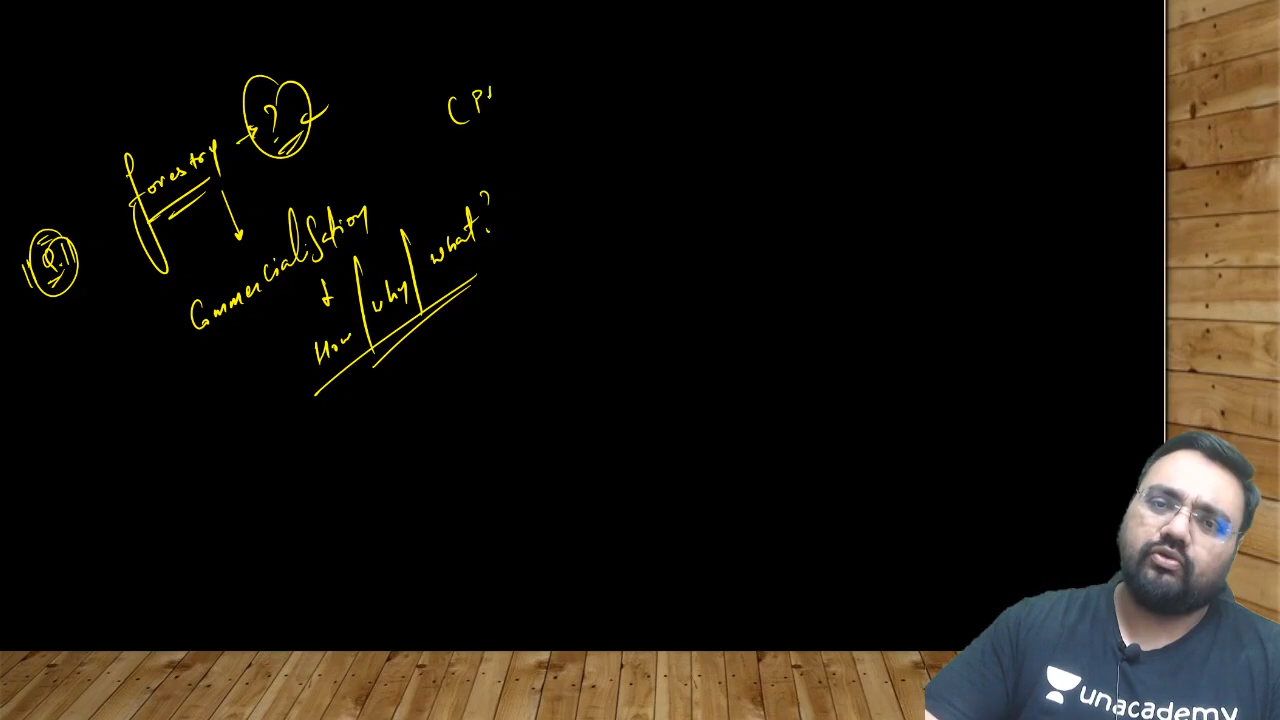 Q.1
forestry → ?
Commercialisation
How | why | what?
CP
unacademy